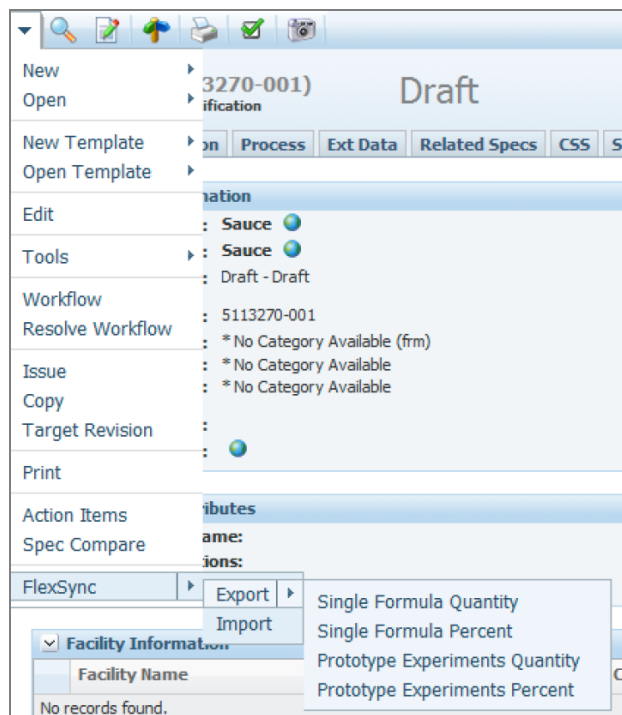 New
Open
3270-001)
Draft
ification
New Template
on Process Ext Data Related Specs CSS S
Open Template
nation
Edit
: Sauce
Tools
: Sauce
: Draft - Draft
Workflow
: 5113270-001
Resolve Workflow
: *No Category Available (frm)
: *No Category Available
Issue
: *No Category Available
Copy
Target Revision
:
:
Print
Action Items
ributes
Spec Compare
ame:
tions:
FlexSync
Export
Import
Single Formula Quantity
Single Formula Percent
Prototype Experiments Quantity
Prototype Experiments Percent
Facility Information
Facility Name
C
No records found.